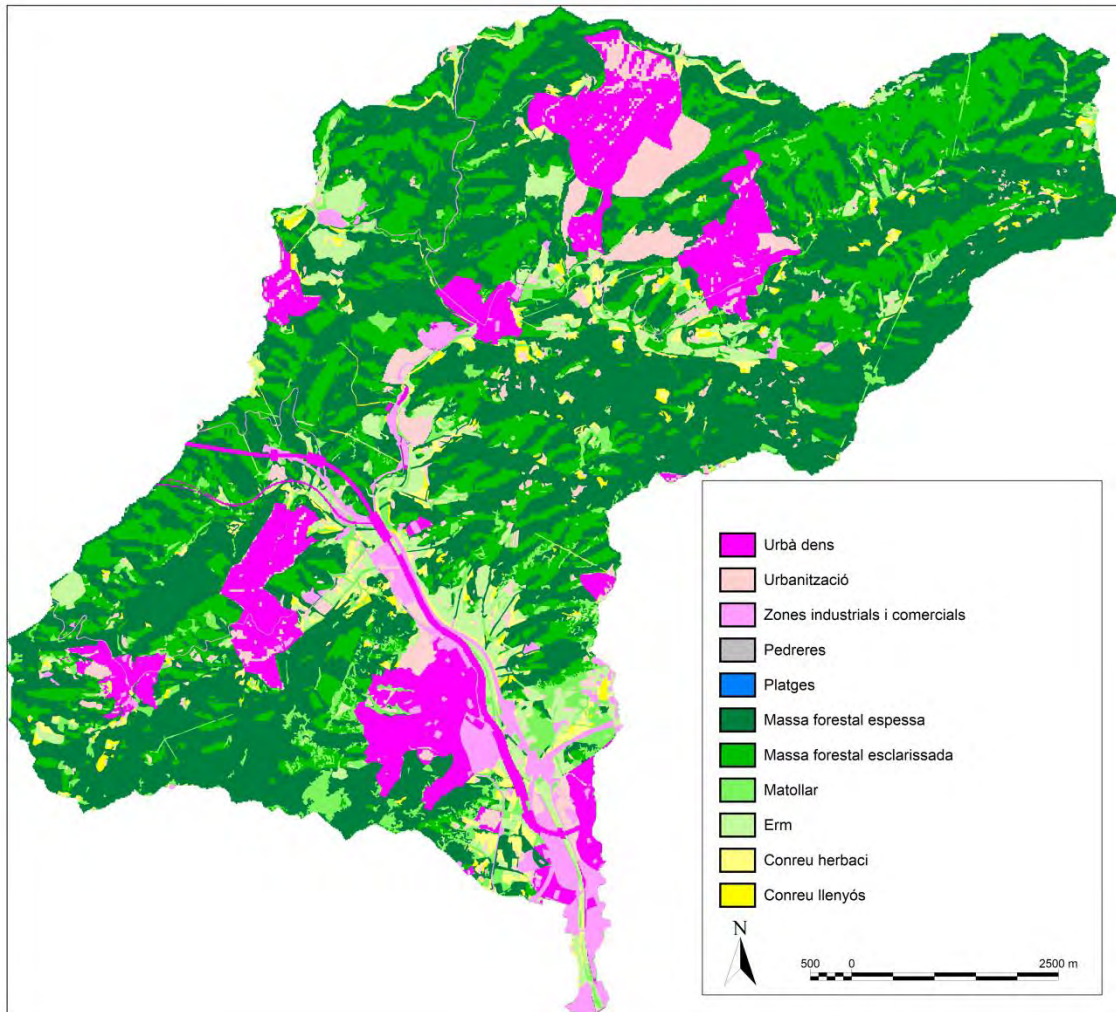 Urbà dens
Urbanització
Zones industrials i comercials
Pedreres
Platges
Massa forestal espessa
Massa forestal esclarissada
Matollar
Erm
Conreu herbaci
Conreu llenyós
N
500 0 2500 m